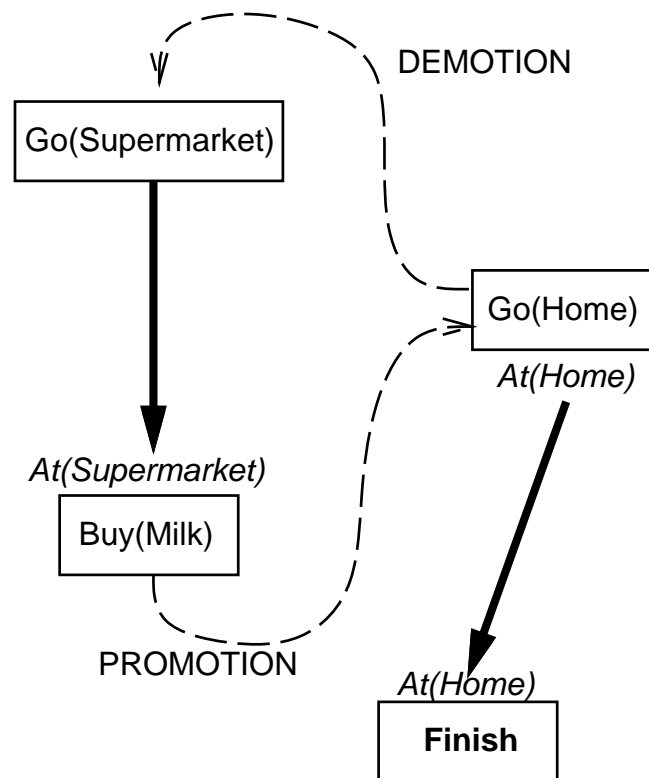 DEMOTION
Go(Supermarket)
Go(Home)
At(Home)
At(Supermarket)
Buy(Milk)
PROMOTION
At(Home)
Finish